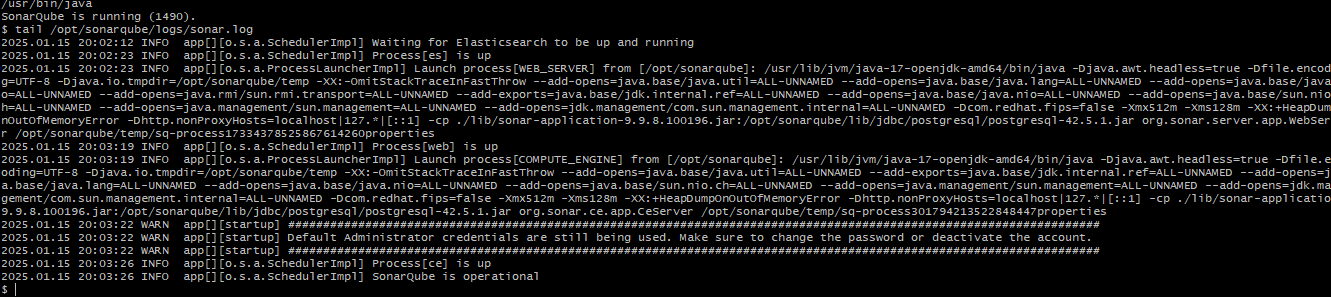 /usr/bin/java
SonarQube is running (1490).
$ tail /opt/sonarqube/logs/sonar.log
2025.01.15 20:02:12 INFO  app[][o.s.a.SchedulerImpl] Waiting for Elasticsearch to be up and running
2025.01.15 20:02:23 INFO  app[][o.s.a.SchedulerImpl] Process[es] is up
2025.01.15 20:02:23 INFO  app[][o.s.a.ProcessLauncherImpl] Launch process[WEB_SERVER] from [/opt/sonarqube]: /usr/lib/jvm/java-17-openjdk-amd64/bin/java -Djava.awt.headless=true -Dfile.encodin
g=UTF-8 -Djava.io.tmpdir=/opt/sonarqube/temp -XX:-OmitStackTraceInFastThrow --add-opens=java.base/java.util=ALL-UNNAMED --add-opens=java.base/java.lang=ALL-UNNAMED --add-opens=java.base/java.i
o=ALL-UNNAMED --add-opens=java.rmi/sun.rmi.transport=ALL-UNNAMED --add-exports=java.base/jdk.internal.ref=ALL-UNNAMED --add-opens=java.base/java.nio=ALL-UNNAMED --add-opens=java.base/sun.nio.c
h=ALL-UNNAMED --add-opens=java.management/sun.management=ALL-UNNAMED --add-opens=jdk.management/com.sun.management.internal=ALL-UNNAMED -Dcom.redhat.fips=false -Xmx512m -Xms128m -XX:+HeapDumpO
nOutOfMemoryError -Dhttp.nonProxyHosts=localhost|127.*|[::1] -cp ./lib/sonar-application-9.9.8.100196.jar:/opt/sonarqube/lib/jdbc/postgresql/postgresql-42.5.1.jar org.sonar.server.app.WebServe
r /opt/sonarqube/temp/sq-process17334378525867614260properties
2025.01.15 20:03:19 INFO  app[][o.s.a.SchedulerImpl] Process[web] is up
2025.01.15 20:03:19 INFO  app[][o.s.a.ProcessLauncherImpl] Launch process[COMPUTE_ENGINE] from [/opt/sonarqube]: /usr/lib/jvm/java-17-openjdk-amd64/bin/java -Djava.awt.headless=true -Dfile.enc
oding=UTF-8 -Djava.io.tmpdir=/opt/sonarqube/temp -XX:-OmitStackTraceInFastThrow --add-opens=java.base/java.util=ALL-UNNAMED --add-exports=java.base/jdk.internal.ref=ALL-UNNAMED --add-opens=jav
a.base/java.lang=ALL-UNNAMED --add-opens=java.base/java.nio=ALL-UNNAMED --add-opens=java.base/sun.nio.ch=ALL-UNNAMED --add-opens=java.management/sun.management=ALL-UNNAMED --add-opens=jdk.mana
gement/com.sun.management.internal=ALL-UNNAMED -Dcom.redhat.fips=false -Xmx512m -Xms128m -XX:+HeapDumpOnOutOfMemoryError -Dhttp.nonProxyHosts=localhost|127.*|[::1] -cp ./lib/sonar-application-
9.9.8.100196.jar:/opt/sonarqube/lib/jdbc/postgresql/postgresql-42.5.1.jar org.sonar.ce.app.CeServer /opt/sonarqube/temp/sq-process301794213522848447properties
2025.01.15 20:03:22 WARN  app[][startup] ####################################################################################################################
2025.01.15 20:03:22 WARN  app[][startup] Default Administrator credentials are still being used. Make sure to change the password or deactivate the account.
2025.01.15 20:03:22 WARN  app[][startup] ####################################################################################################################
2025.01.15 20:03:26 INFO  app[][o.s.a.SchedulerImpl] Process[ce] is up
2025.01.15 20:03:26 INFO  app[][o.s.a.SchedulerImpl] SonarQube is operational
$